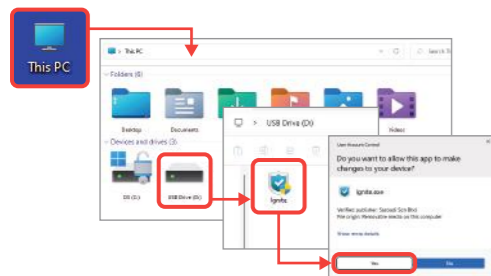 This PC
This PC
Search
Folders (6)
Desktop
Documents
Videos
Devices and drives (3)
USB Drive (D:)
USB Drive (D:)
Ignite
User Account Control
Do you want to allow this app to make
changes to your device?
Ignite.exe
Verified publisher: Sdn Bhd
File origin: Removable media on this computer
Show more details
Yes
No